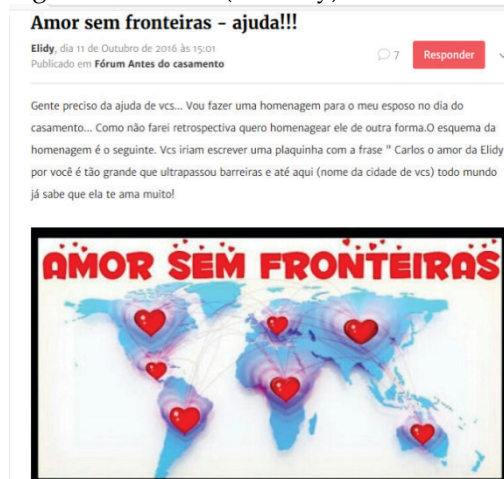 Amor sem fronteiras - ajuda!!!
Elidy, dia 11 de Outubro de 2016 às 15:01
Publicado em Fórum Antes do casamento
7
Responder
Gente preciso da ajuda de vcs... Vou fazer uma homenagem para o meu esposo no dia do
casamento... Como não farei retrospectiva quero homenagear ele de outra forma.O esquema da
homenagem é o seguinte. Vcs iriam escrever uma plaquinha com a frase " Carlos o amor da Elidy
por você é tão grande que ultrapassou barreiras e até aqui (nome da cidade de vcs) todo mundo
já sabe que ela te ama muito!
AMOR SEM FRONTEIRAS